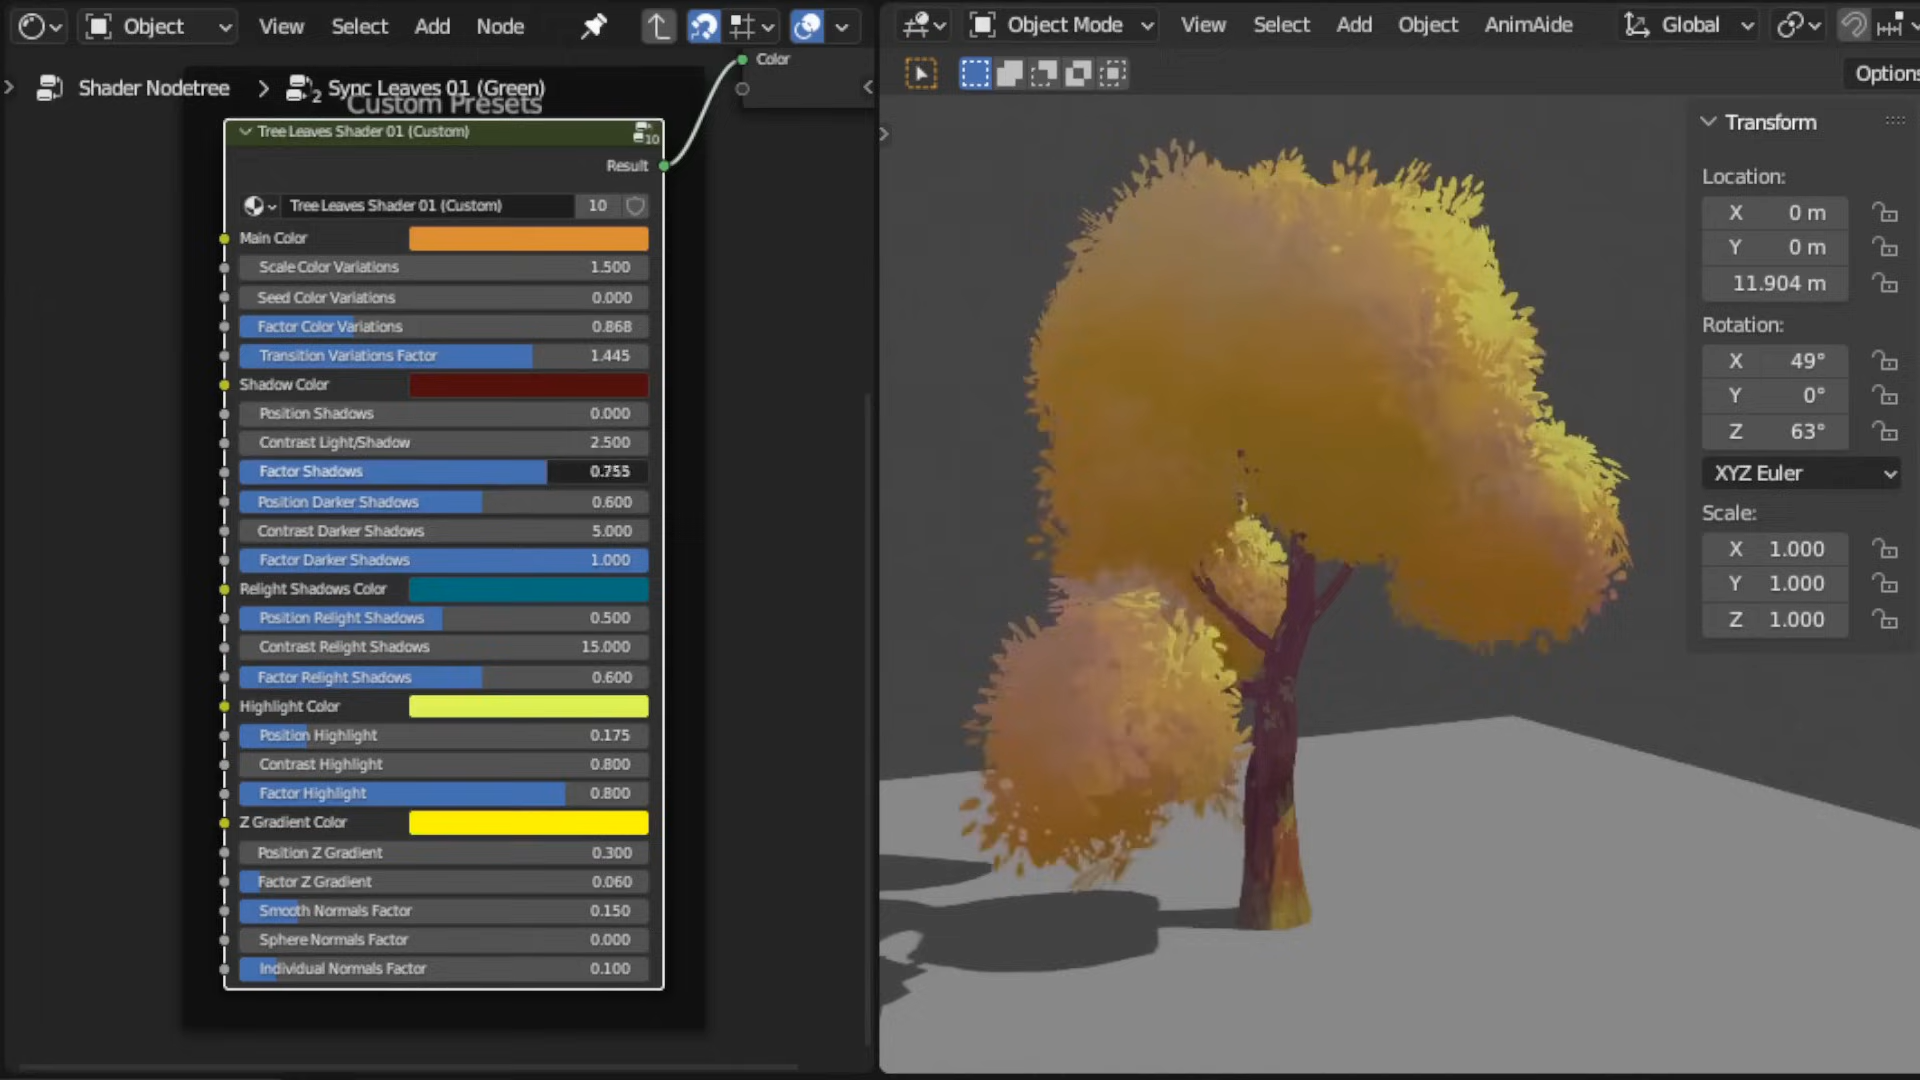 Object View Select Add Node
Color
Shader Nodetree 2 Sync Leaves 01 (Green)
Custom Presets
Tree Leaves Shader 01 (Custom) 10
Result
Tree Leaves Shader 01 (Custom) 10
Main Color
Scale Color Variations 1.500
Seed Color Variations 0.000
Factor Color Variations 0.868
Transition Variations Factor 1.445
Shadow Color
Position Shadows 0.000
Contrast Light/Shadow 2.500
Factor Shadows 0.755
Position Darker Shadows 0.600
Contrast Darker Shadows 5.000
Factor Darker Shadows 1.000
Relight Shadows Color
Position Relight Shadows 0.500
Contrast Relight Shadows 15.000
Factor Relight Shadows 0.600
Highlight Color
Position Highlight 0.175
Contrast Highlight 0.800
Factor Highlight 0.800
Z Gradient Color
Position Z Gradient 0.300
Factor Z Gradient 0.060
Smooth Normals Factor 0.150
Sphere Normals Factor 0.000
Individual Normals Factor 0.100
Object Mode View Select Add Object AnimAide Global
Options
Transform
Location:
X 0 m
Y 0 m
11.904 m
Rotation:
X 49°
Y 0°
Z 63°
XYZ Euler
Scale:
X 1.000
Y 1.000
Z 1.000